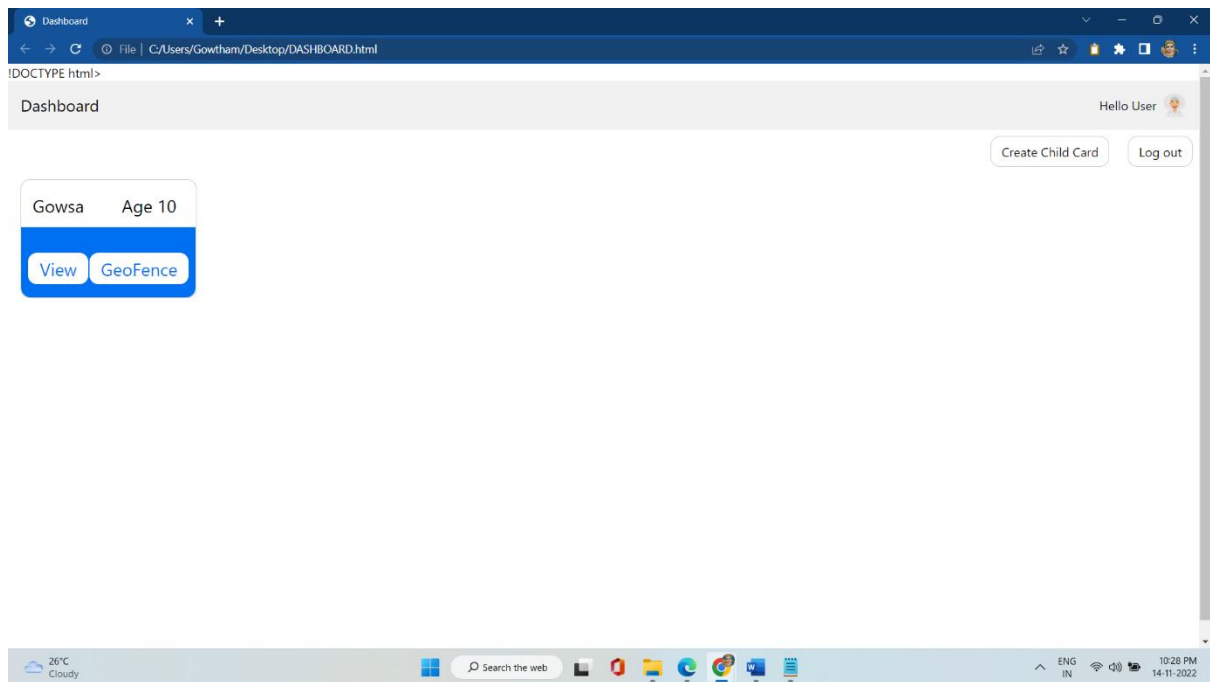 Dashboard
File | C:/Users/Gowtham/Desktop/DASHBOARD.html
!DOCTYPE html>
Dashboard
Hello User
Create Child Card
Log out
Gowsa Age 10
View GeoFence
26°C
Cloudy
Search the web
ENG
IN
10:28 PM
14-11-2022